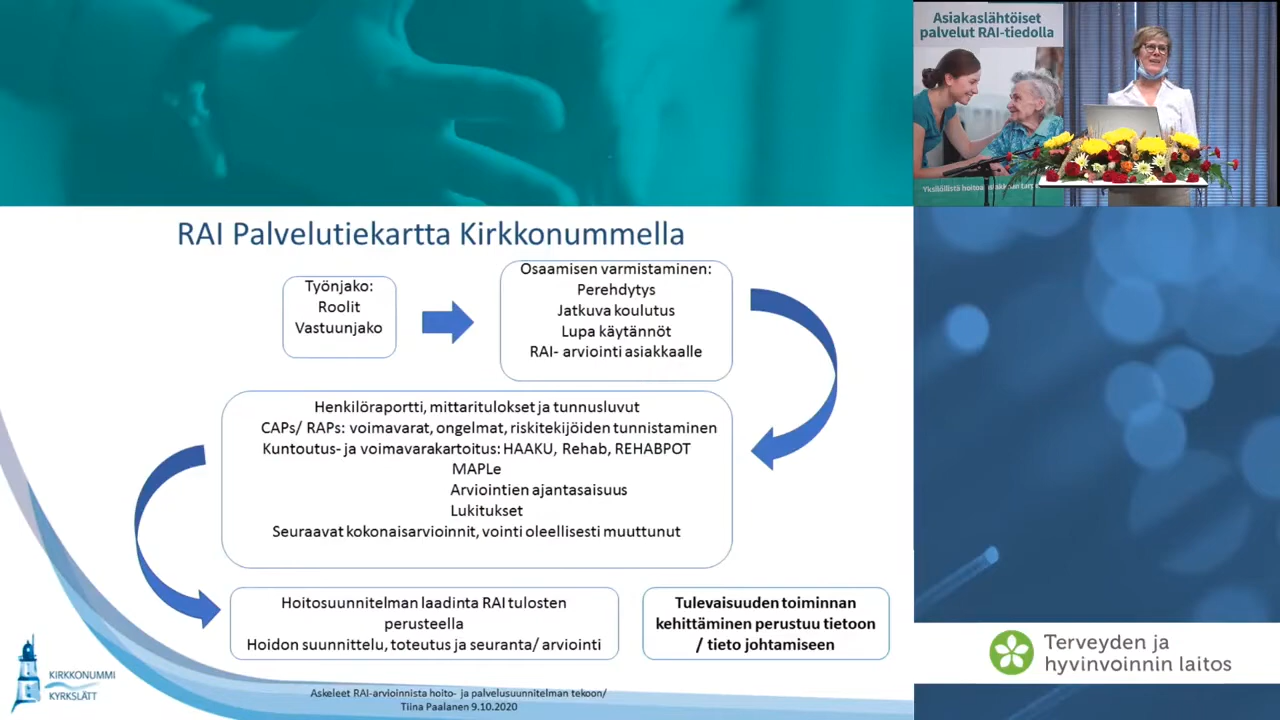 Asiakaslähtöiset
palvelut RAI-tiedolla
RAI Palvelutiekartta Kirkkonummella
Työnjako:
Roolit
Vastuunjako
Osaamisen varmistaminen:
Perehdytys
Jatkuva koulutus
Lupa käytännöt
RAI- arviointi asiakkaalle
Henkilöraportti, mittaritulokset ja tunnusluvut
CAPs/ RAPs: voimavarat, ongelmat, riskitekijöiden tunnistaminen
Kuntoutus- ja voimavarakartoitus: HAAKU, Rehab, REHABPOT
MAPLe
Arviointien ajantasaisuus
Lukitukset
Seuraavat kokonaisarvioinnit, vointi oleellisesti muuttunut
Hoitosuunnitelman laadinta RAI tulosten
perusteella
Hoidon suunnittelu, toteutus ja seuranta/ arviointi
Tulevaisuuden toiminnan
kehittäminen perustuu tietoon
/ tieto johtamiseen
KIRKKONUMMI
KYRKSLÄTT
Askeleet RAI-arvioinnista hoito- ja palvelusuunnitelman tekoon/
Tiina Paalanen 9.10.2020
Terveyden ja
hyvinvoinnin laitos